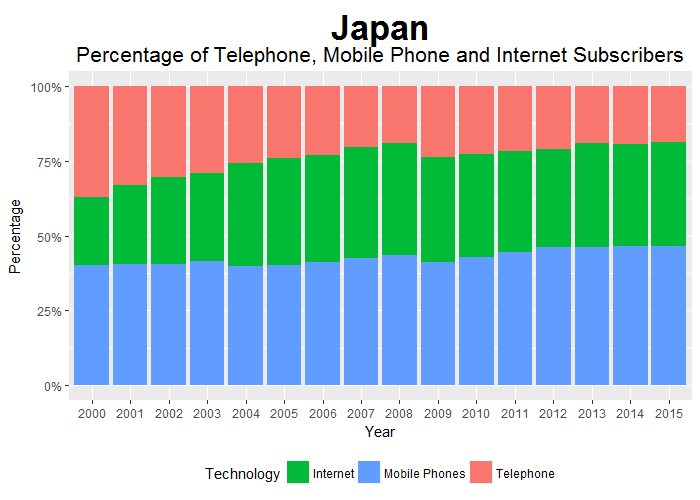 Japan
Percentage of Telephone, Mobile Phone and Internet Subscribers
100%
75%
50%
25%
0%
Percentage
2000 2001 2002 2003 2004 2005 2006 2007 2008 2009 2010 2011 2012 2013 2014 2015
Year
Technology Internet Mobile Phones Telephone